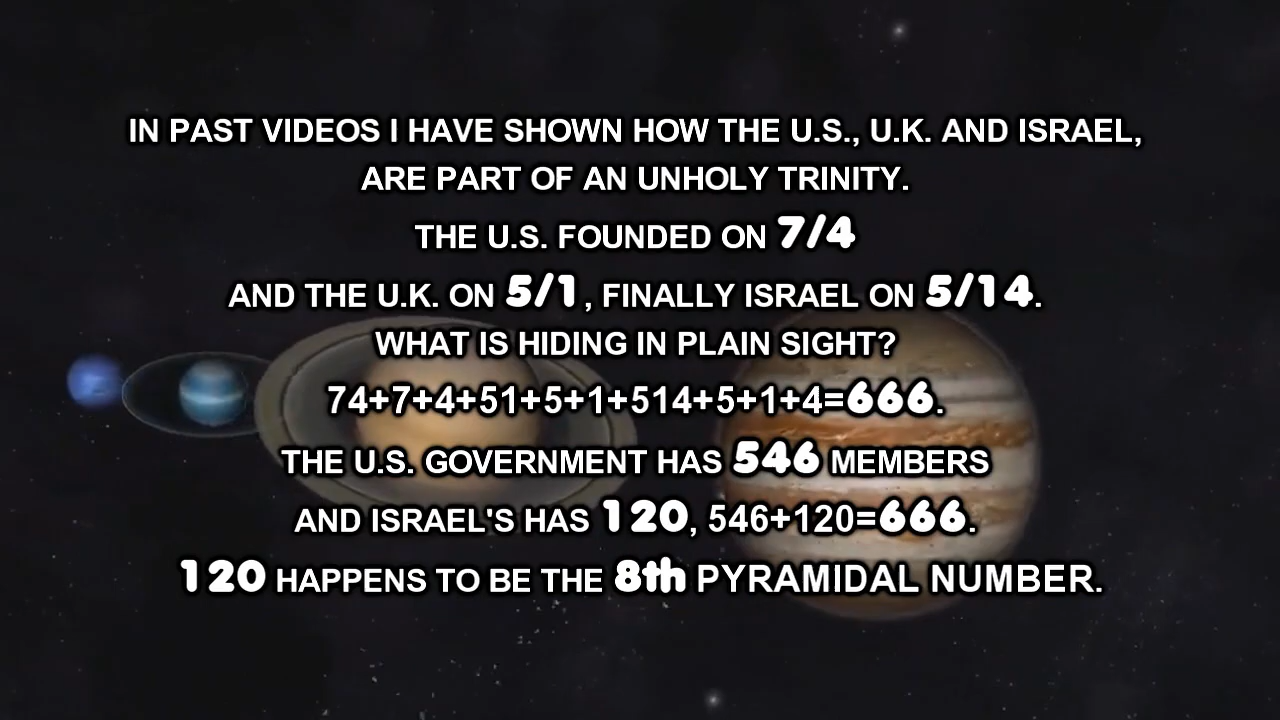 IN PAST VIDEOS I HAVE SHOWN HOW THE U.S., U.K. AND ISRAEL,
ARE PART OF AN UNHOLY TRINITY.
THE U.S. FOUNDED ON 7/4
AND THE U.K. ON 5/1, FINALLY ISRAEL ON 5/14.
WHAT IS HIDING IN PLAIN SIGHT?
74+7+4+51+5+1+514+5+1+4=666.
THE U.S. GOVERNMENT HAS 546 MEMBERS
AND ISRAEL'S HAS 120, 546+120=666.
120 HAPPENS TO BE THE 8th PYRAMIDAL NUMBER.